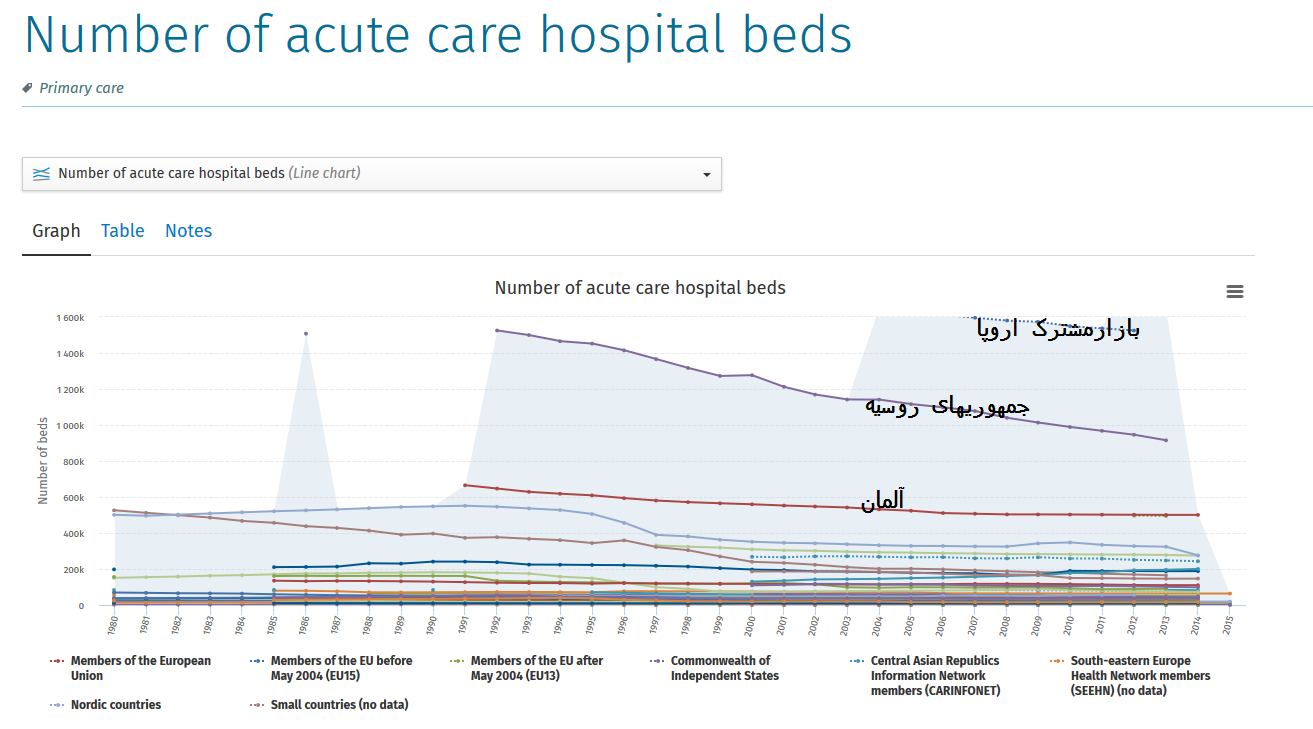 Number of acute care hospital beds
Primary care
Number of acute care hospital beds (Line chart)
Graph Table Notes
Number of acute care hospital beds
Number of beds
1 600k
1 400k
1 200k
1 000k
800k
600k
400k
200k
0
بازارمشترک اروپا
جمهوریهای روسیه
آلمان
1980 1981 1982 1983 1984 1985 1986 1987 1988 1989 1990 1991 1992 1993 1994 1995 1996 1997 1998 1999 2000 2001 2002 2003 2004 2005 2006 2007 2008 2009 2010 2011 2012 2013 2014 2015
Members of the European
Union
Members of the EU before
May 2004 (EU15)
Members of the EU after
May 2004 (EU13)
Commonwealth of
Independent States
Central Asian Republics
Information Network
members (CARINFONET)
South-eastern Europe
Health Network members
(SEEHN) (no data)
Nordic countries
Small countries (no data)